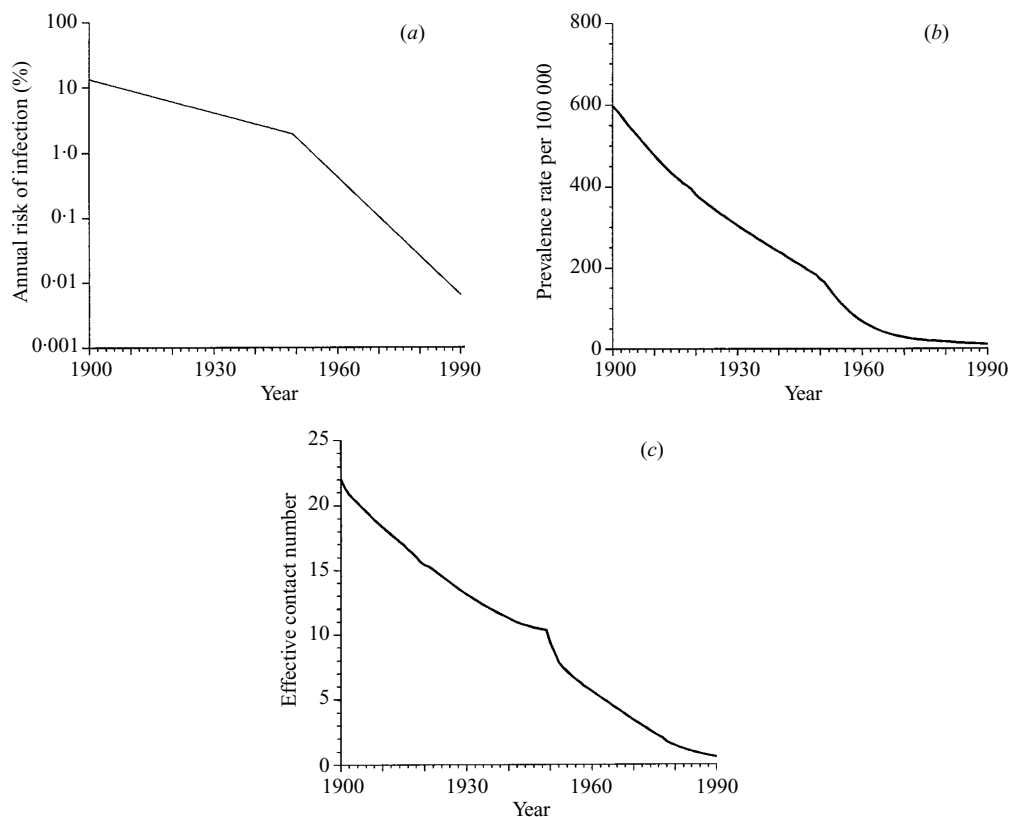 (a)
Annual risk of infection (%)
100
10
1·0
0·1
0·01
0·001
1900 1930 1960 1990
Year
(b)
Prevalence rate per 100 000
800
600
400
200
0
1900 1930 1960 1990
Year
(c)
Effective contact number
25
20
15
10
5
0
1900 1930 1960 1990
Year